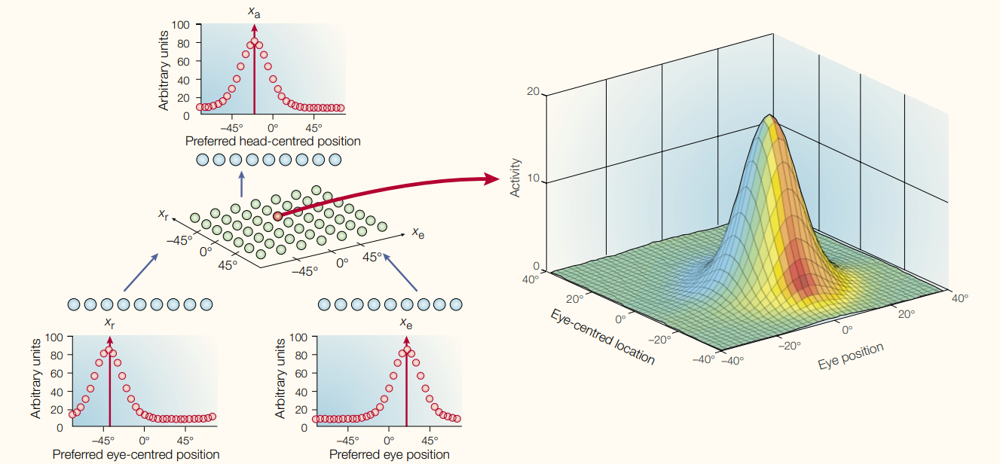 xa
100
80
60
40
20
0
Arbitrary units
–45° 0° 45°
Preferred head-centred position
xr
–45°
0°
45°
xe
–45° 0° 45°
xr
100
80
60
40
20
0
Arbitrary units
–45° 0° 45°
Preferred eye-centred position
xe
100
80
60
40
20
0
Arbitrary units
–45° 0° 45°
Preferred eye position
20
10
0
Activity
40°
20°
0°
–20°
–40°
Eye-centred location
–40°
–20°
0°
20°
40°
Eye position